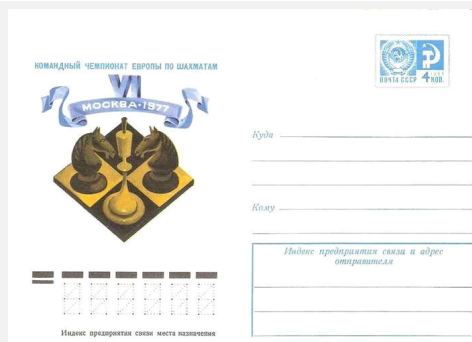 КОМАНДНЫЙ ЧЕМПИОНАТ ЕВРОПЫ ПО ШАХМАТАМ
VI
МОСКВА·1977
ПОЧТА СССР
4 КОП.
Куда
Кому
Индекс предприятия связи и адрес
отправителя
Индекс предприятия связи места назначения